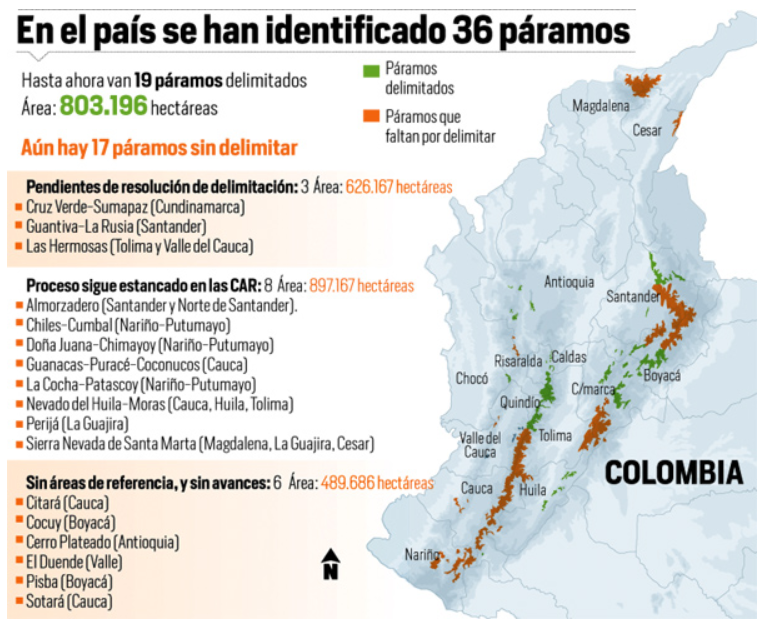 En el país se han identificado 36 páramos
Hasta ahora van 19 páramos delimitados
Área: 803.196 hectáreas
Aún hay 17 páramos sin delimitar
Páramos
delimitados
Páramos que
faltan por delimitar
Pendientes de resolución de delimitación: 3 Área: 626.167 hectáreas
Cruz Verde-Sumapaz (Cundinamarca)
Guantiva-La Rusia (Santander)
Las Hermosas (Tolima y Valle del Cauca)
Proceso sigue estancado en las CAR: 8 Área: 897.167 hectáreas
Almorzadero (Santander y Norte de Santander).
Chiles-Cumbal (Nariño-Putumayo)
Doña Juana-Chimayoy (Nariño-Putumayo)
Guanacas-Puracé-Coconucos (Cauca)
La Cocha-Patascoy (Nariño-Putumayo)
Nevado del Huila-Moras (Cauca, Huila, Tolima)
Perijá (La Guajira)
Sierra Nevada de Santa Marta (Magdalena, La Guajira, Cesar)
Sin áreas de referencia, y sin avances: 6 Área: 489.686 hectáreas
Citará (Cauca)
Cocuy (Boyacá)
Cerro Plateado (Antioquia)
El Duende (Valle)
Pisba (Boyacá)
Sotará (Cauca)
N
Magdalena
Cesar
Antioquia
Santander
Risaralda
Caldas
Chocó
C/marca
Boyacá
Quindío
Valle del
Cauca
Tolima
COLOMBIA
Cauca
Huila
Nariño